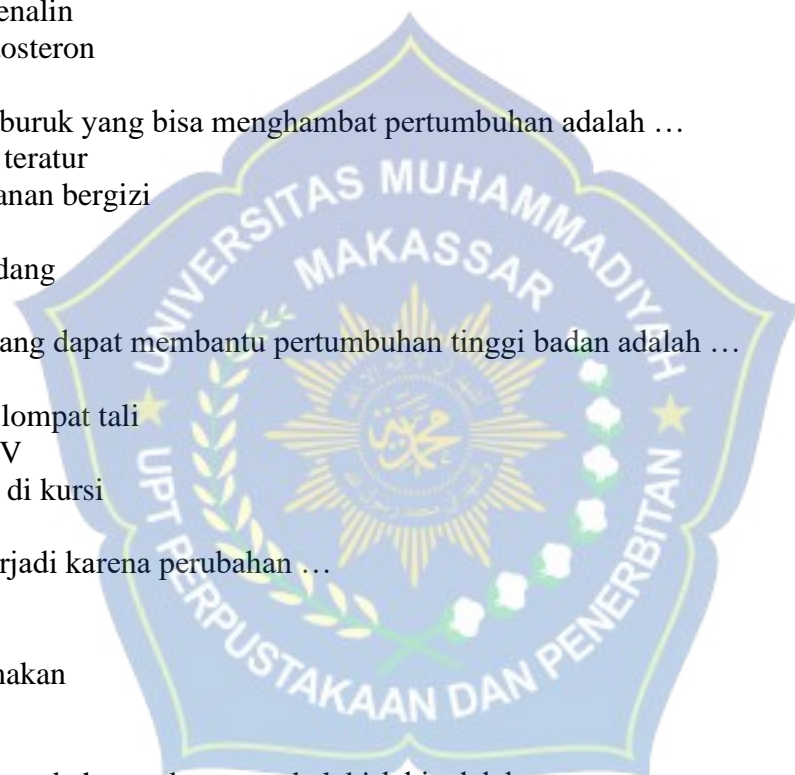 enalin
osteron
buruk yang bisa menghambat pertumbuhan adalah …
teratur
anan bergizi
dang
ang dapat membantu pertumbuhan tinggi badan adalah …
lompat tali
V
di kursi
rjadi karena perubahan …
nakan
UNIVERSITAS MUHAMMADIYAH
MAKASSAR
UPT PERPUSTAKAAN DAN PENERBITAN